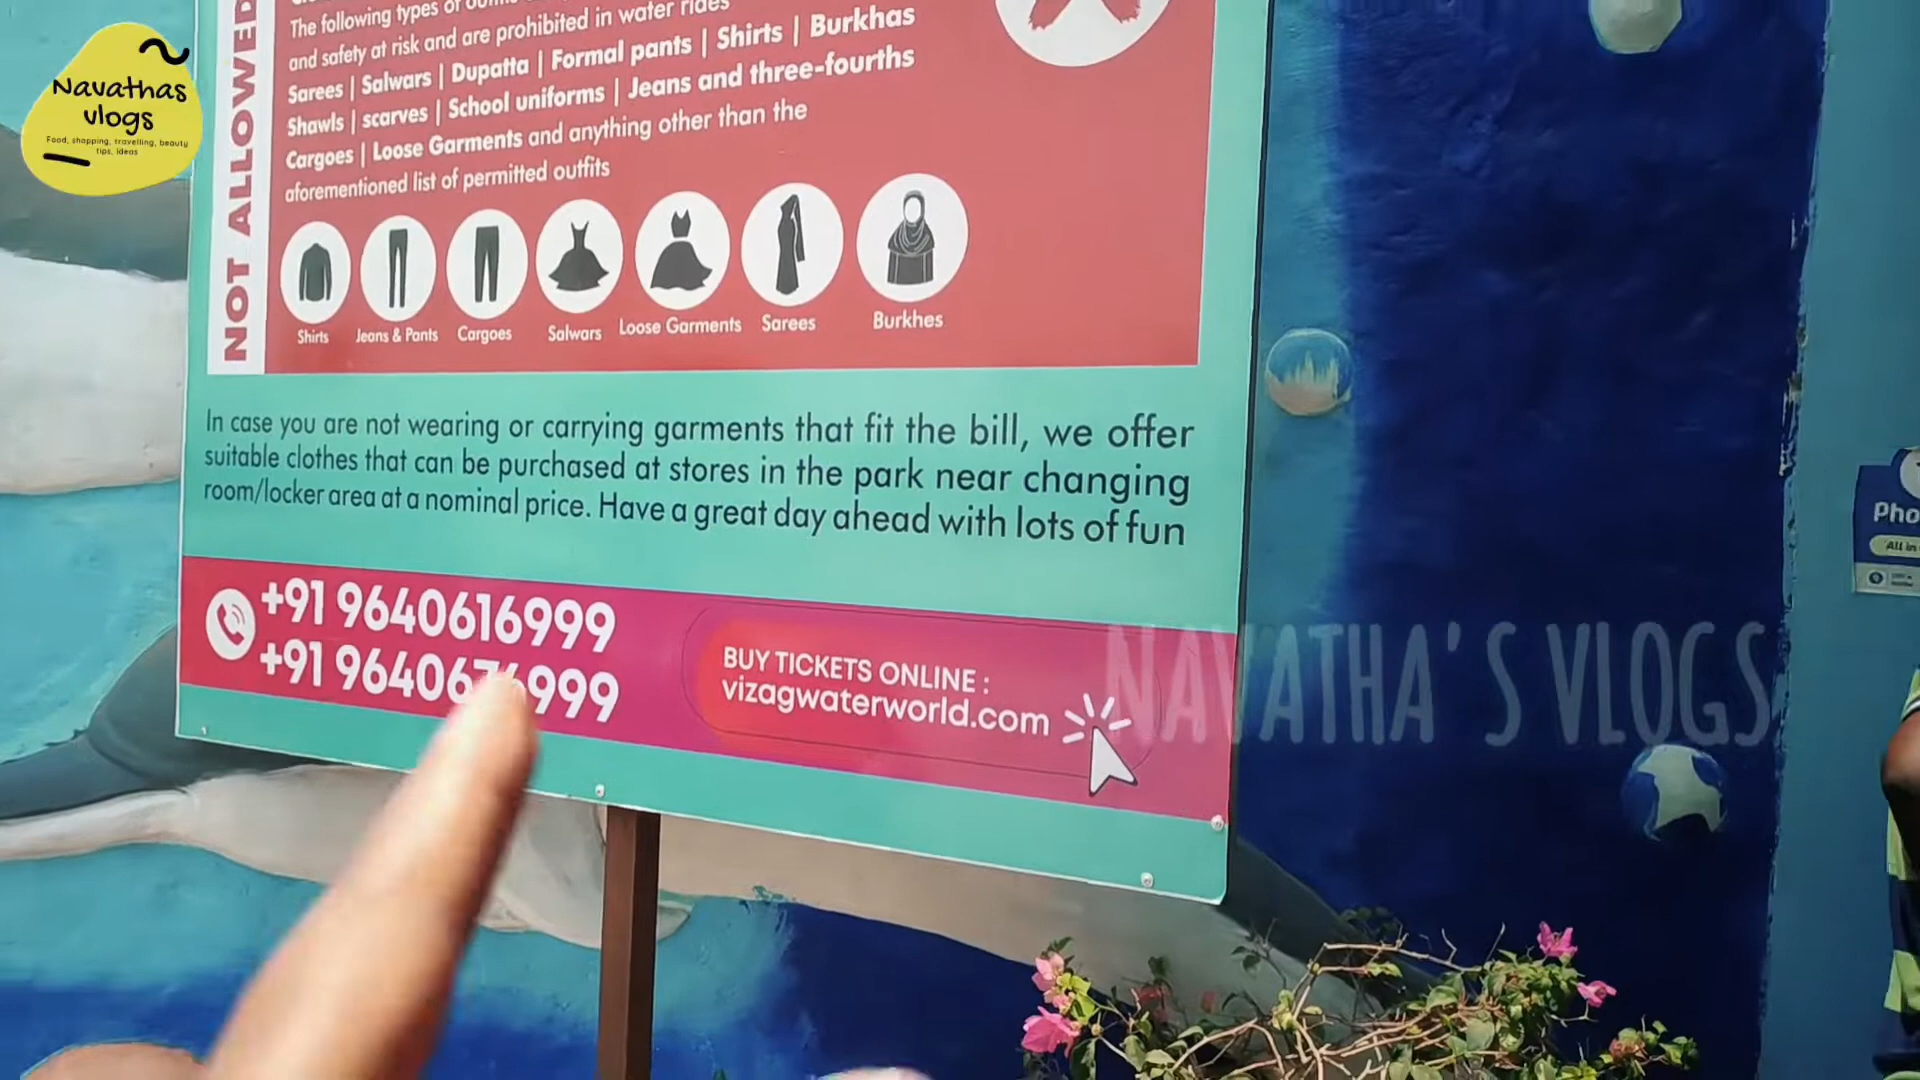 Navathas
vlogs
Food, shopping, travelling, beauty
tips, ideas
NOT ALLOWED
The following types of
and safety at risk and are prohibited in water rides
Sarees | Salwars | Dupatta | Formal pants | Shirts | Burkhas
Shawls | scarves | School uniforms | Jeans and three-fourths
Cargoes | Loose Garments and anything other than the
aforementioned list of permitted outfits
Shirts
Jeans & Pants
Cargoes
Salwars
Loose Garments
Sarees
Burkhes
In case you are not wearing or carrying garments that fit the bill, we offer
suitable clothes that can be purchased at stores in the park near changing
room/locker area at a nominal price. Have a great day ahead with lots of fun
+91 9640616999
+91 999
BUY TICKETS ONLINE :
vizagwaterworld.com
NAVATHA'S VLOGS
Pho
All in